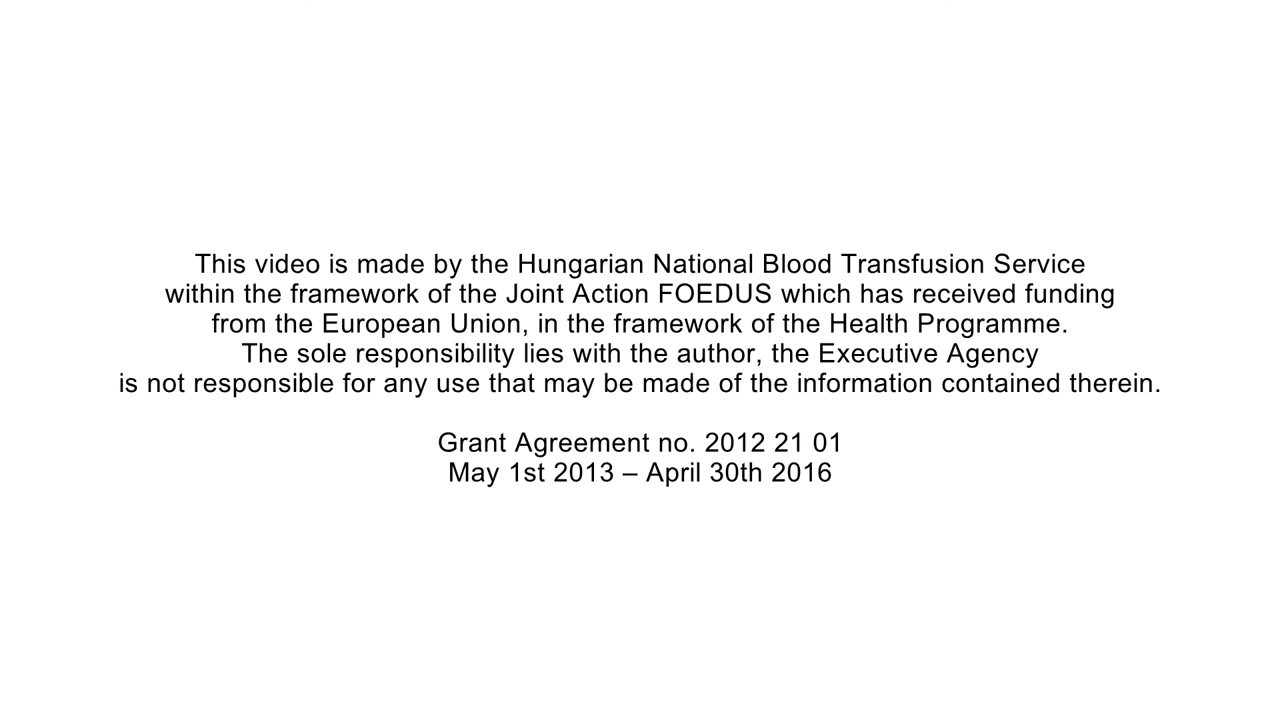 This video is made by the Hungarian National Blood Transfusion Service
within the framework of the Joint Action FOEDUS which has received funding
from the European Union, in the framework of the Health Programme.
The sole responsibility lies with the author, the Executive Agency
is not responsible for any use that may be made of the information contained therein.
Grant Agreement no. 2012 21 01
May 1st 2013 – April 30th 2016